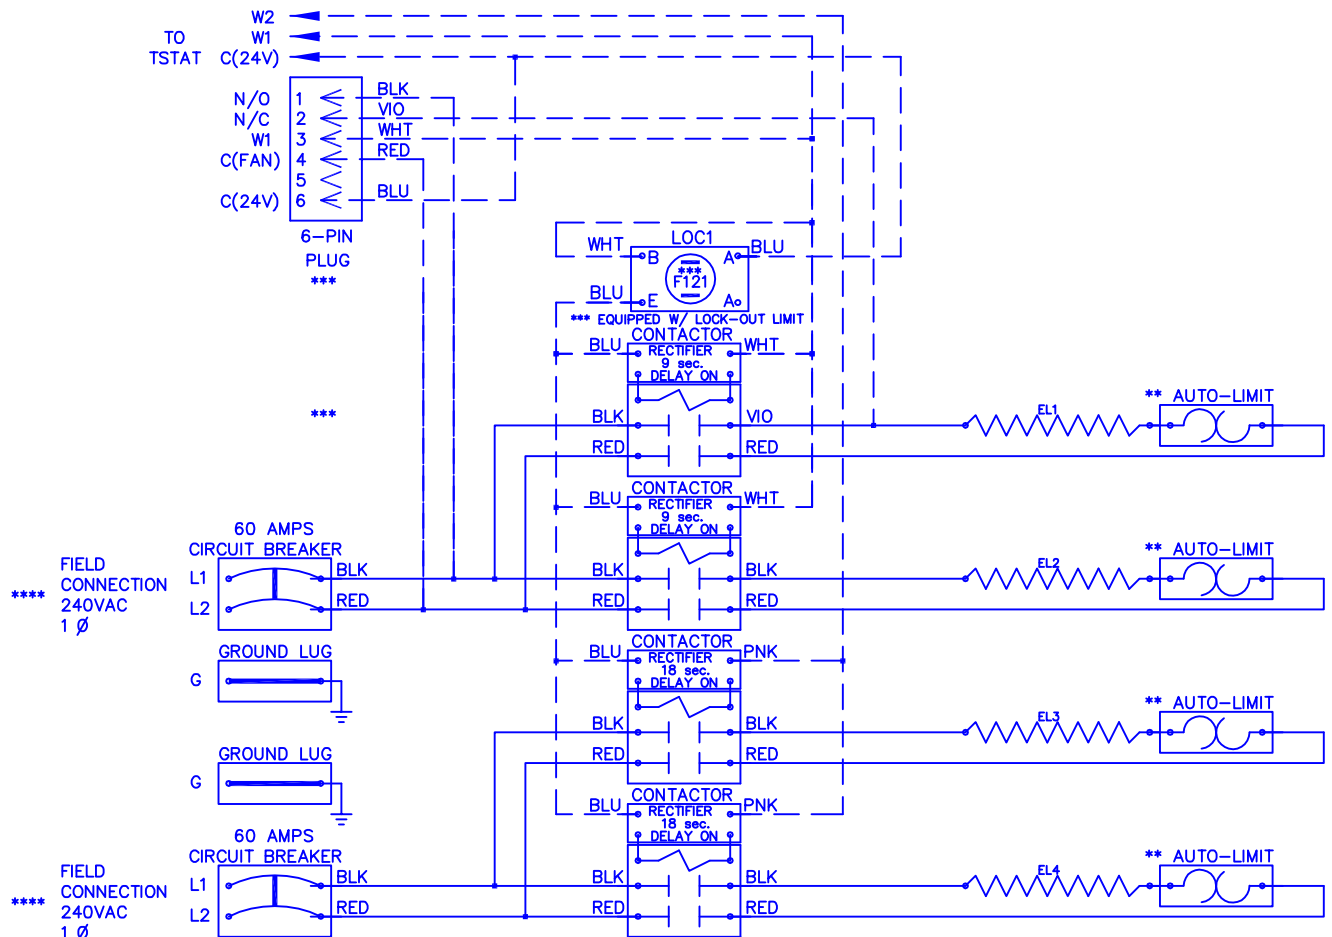 W2
TO W1
TSTAT C(24V)
N/O 1 BLK
N/C 2 VIO
W1 3 WHT
C(FAN) 4 RED
5
C(24V) 6 BLU
6-PIN
PLUG
***
LOC1
WHT B A BLU
***
F121
BLU E A
*** EQUIPPED W/ LOCK-OUT LIMIT
CONTACTOR
BLU RECTIFIER WHT
9 sec.
DELAY ON
***
BLK VIO EL1 ** AUTO-LIMIT
RED RED
CONTACTOR
BLU RECTIFIER WHT
9 sec.
DELAY ON
60 AMPS
CIRCUIT BREAKER
**** FIELD
CONNECTION
240VAC
1 Ø
L1 BLK BLK BLK EL2 ** AUTO-LIMIT
L2 RED RED RED
GROUND LUG
G
CONTACTOR
BLU RECTIFIER PNK
18 sec.
DELAY ON
BLK BLK EL3 ** AUTO-LIMIT
RED RED
GROUND LUG
G
CONTACTOR
BLU RECTIFIER PNK
18 sec.
DELAY ON
60 AMPS
CIRCUIT BREAKER
**** FIELD
CONNECTION
240VAC
1 Ø
L1 BLK BLK BLK EL4 ** AUTO-LIMIT
L2 RED RED RED